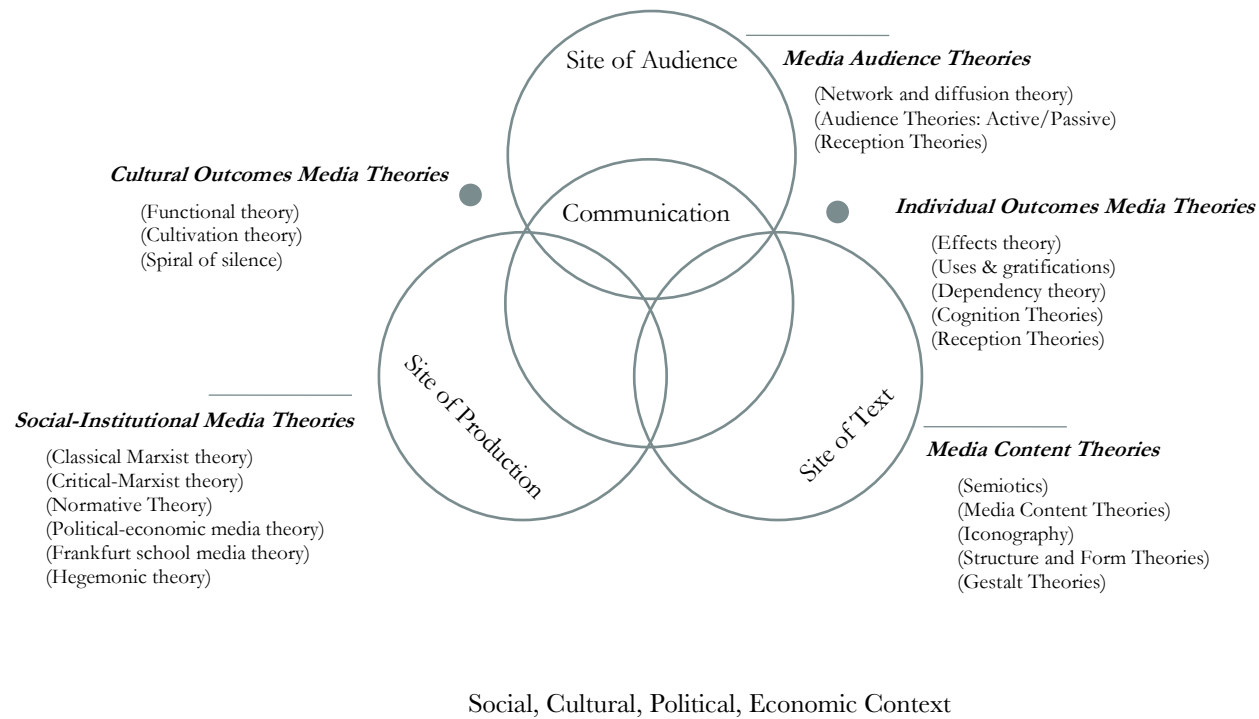 Site of Audience
Media Audience Theories
(Network and diffusion theory)
(Audience Theories: Active/Passive)
(Reception Theories)
Cultural Outcomes Media Theories
(Functional theory)
(Cultivation theory)
(Spiral of silence)
Communication
Individual Outcomes Media Theories
(Effects theory)
(Uses & gratifications)
(Dependency theory)
(Cognition Theories)
(Reception Theories)
Site of Production
Site of Text
Social-Institutional Media Theories
(Classical Marxist theory)
(Critical-Marxist theory)
(Normative Theory)
(Political-economic media theory)
(Frankfurt school media theory)
(Hegemonic theory)
Media Content Theories
(Semiotics)
(Media Content Theories)
(Iconography)
(Structure and Form Theories)
(Gestalt Theories)
Social, Cultural, Political, Economic Context